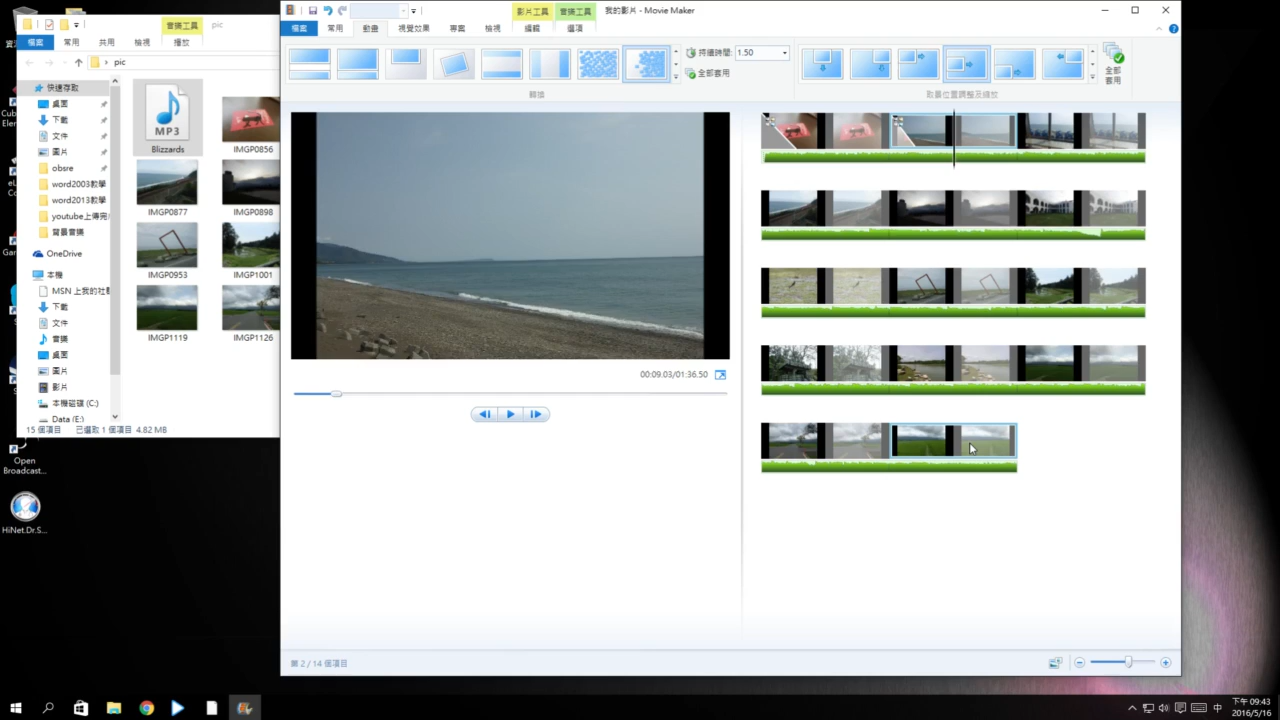 音樂工具
pic
檔案
常用
共用
檢視
播放
pic
快速存取
桌面
下載
文件
圖片
obsre
word2003教學
word2013教學
youtube上傳完
背景音樂
OneDrive
本機
MSN 上我的社群
下載
文件
音樂
桌面
圖片
影片
本機磁碟 (C:)
Data (E:)
MP3
Blizzards
IMGP0856
IMGP0877
IMGP0898
IMGP0953
IMGP1001
IMGP1119
IMGP1126
15 個項目
已選取 1 個項目 4.82 MB
影片工具
音樂工具
我的影片 - Movie Maker
檔案
常用
動畫
視覺效果
專案
檢視
編輯
選項
持續時間:
1.50
全部套用
轉換
全部
套用
取景位置調整及縮放
00:09.03/01:36.50
第 2 / 14 個項目
Open
Broadcast...
HiNet.Dr.S...
中
下午 09:43
2016/5/16